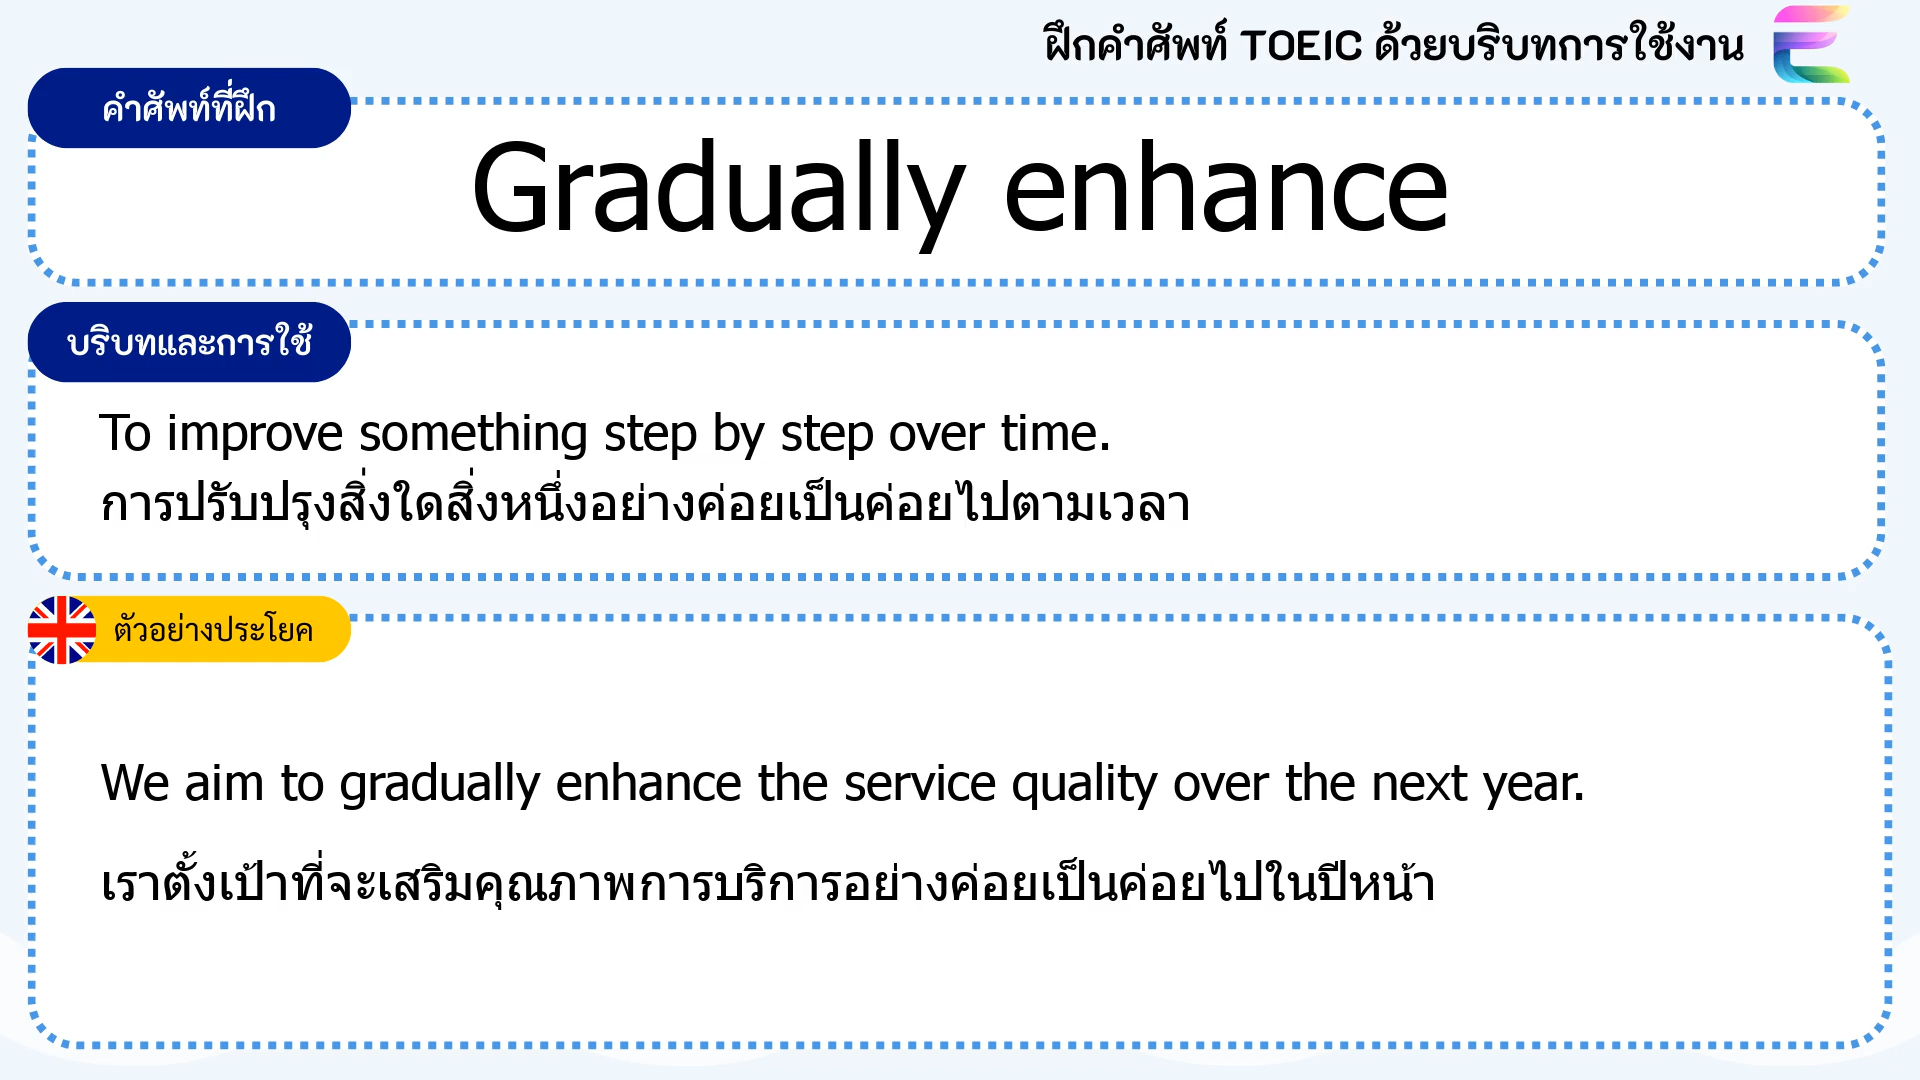 ฝึกคำศัพท์ TOEIC ด้วยบริบทการใช้งาน
คำศัพท์ที่ฝึก
Gradually enhance
บริบทและการใช้
To improve something step by step over time.
การปรับปรุงสิ่งใดสิ่งหนึ่งอย่างค่อยเป็นค่อยไปตามเวลา
ตัวอย่างประโยค
We aim to gradually enhance the service quality over the next year.
เราตั้งเป้าที่จะเสริมคุณภาพการบริการอย่างค่อยเป็นค่อยไปในปีหน้า